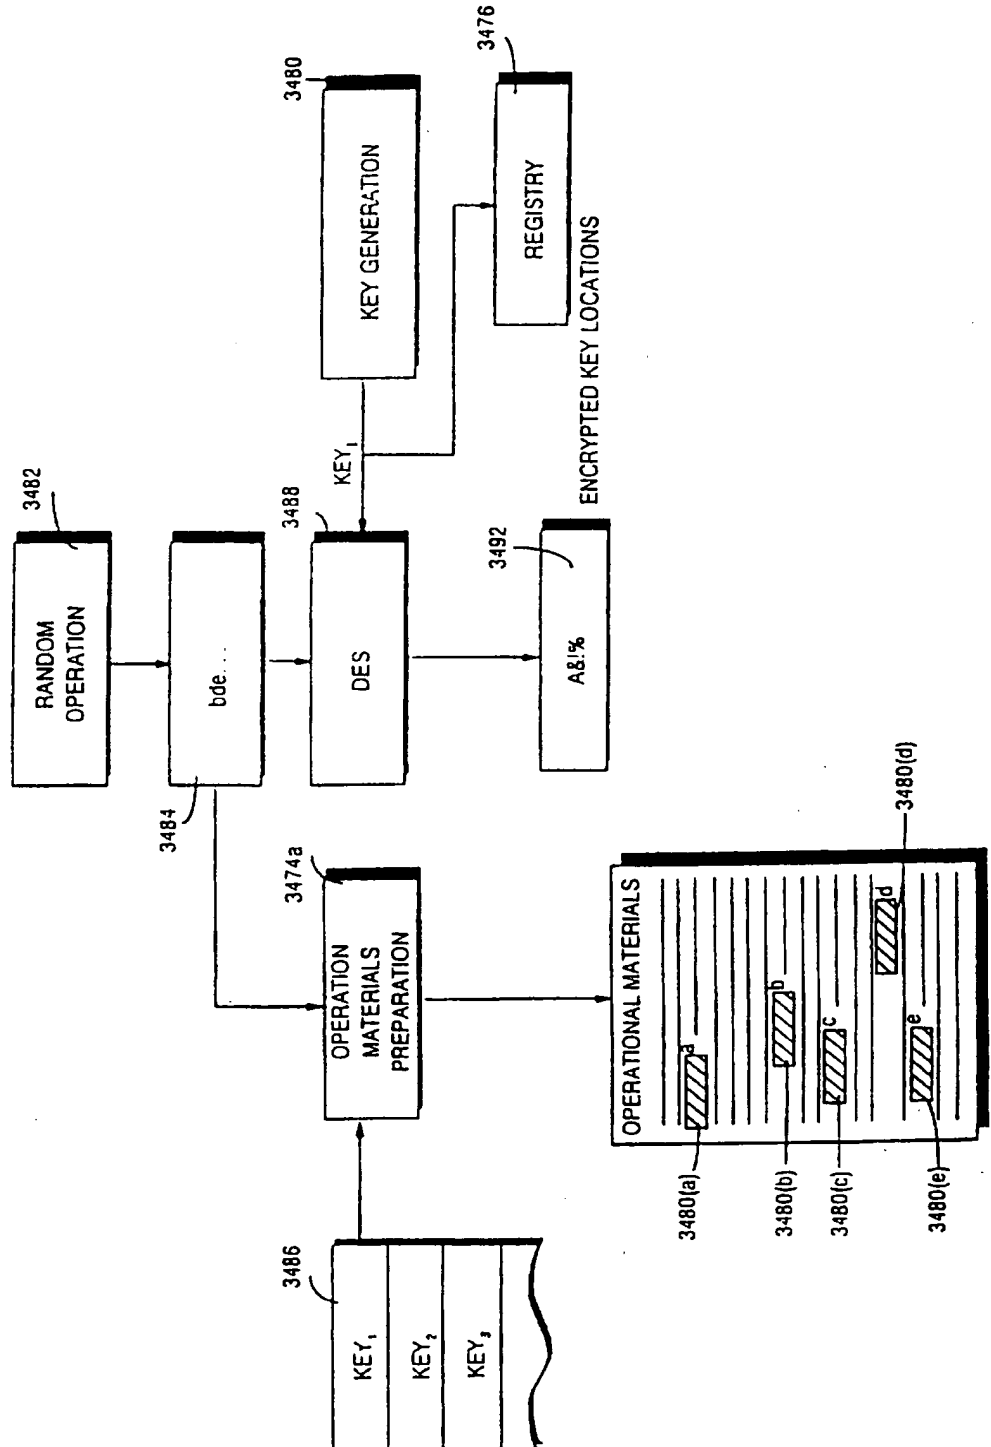 3486
KEY₁
KEY₂
KEY₃
3474a
OPERATION
MATERIALS
PREPARATION
3484
bde...
RANDOM
OPERATION
3482
DES
3488
KEY₁
KEY GENERATION
3480
REGISTRY
3476
A&!%
3492
ENCRYPTED KEY LOCATIONS
OPERATIONAL MATERIALS
a
b
c
d
e
3480(a)
3480(b)
3480(c)
3480(d)
3480(e)